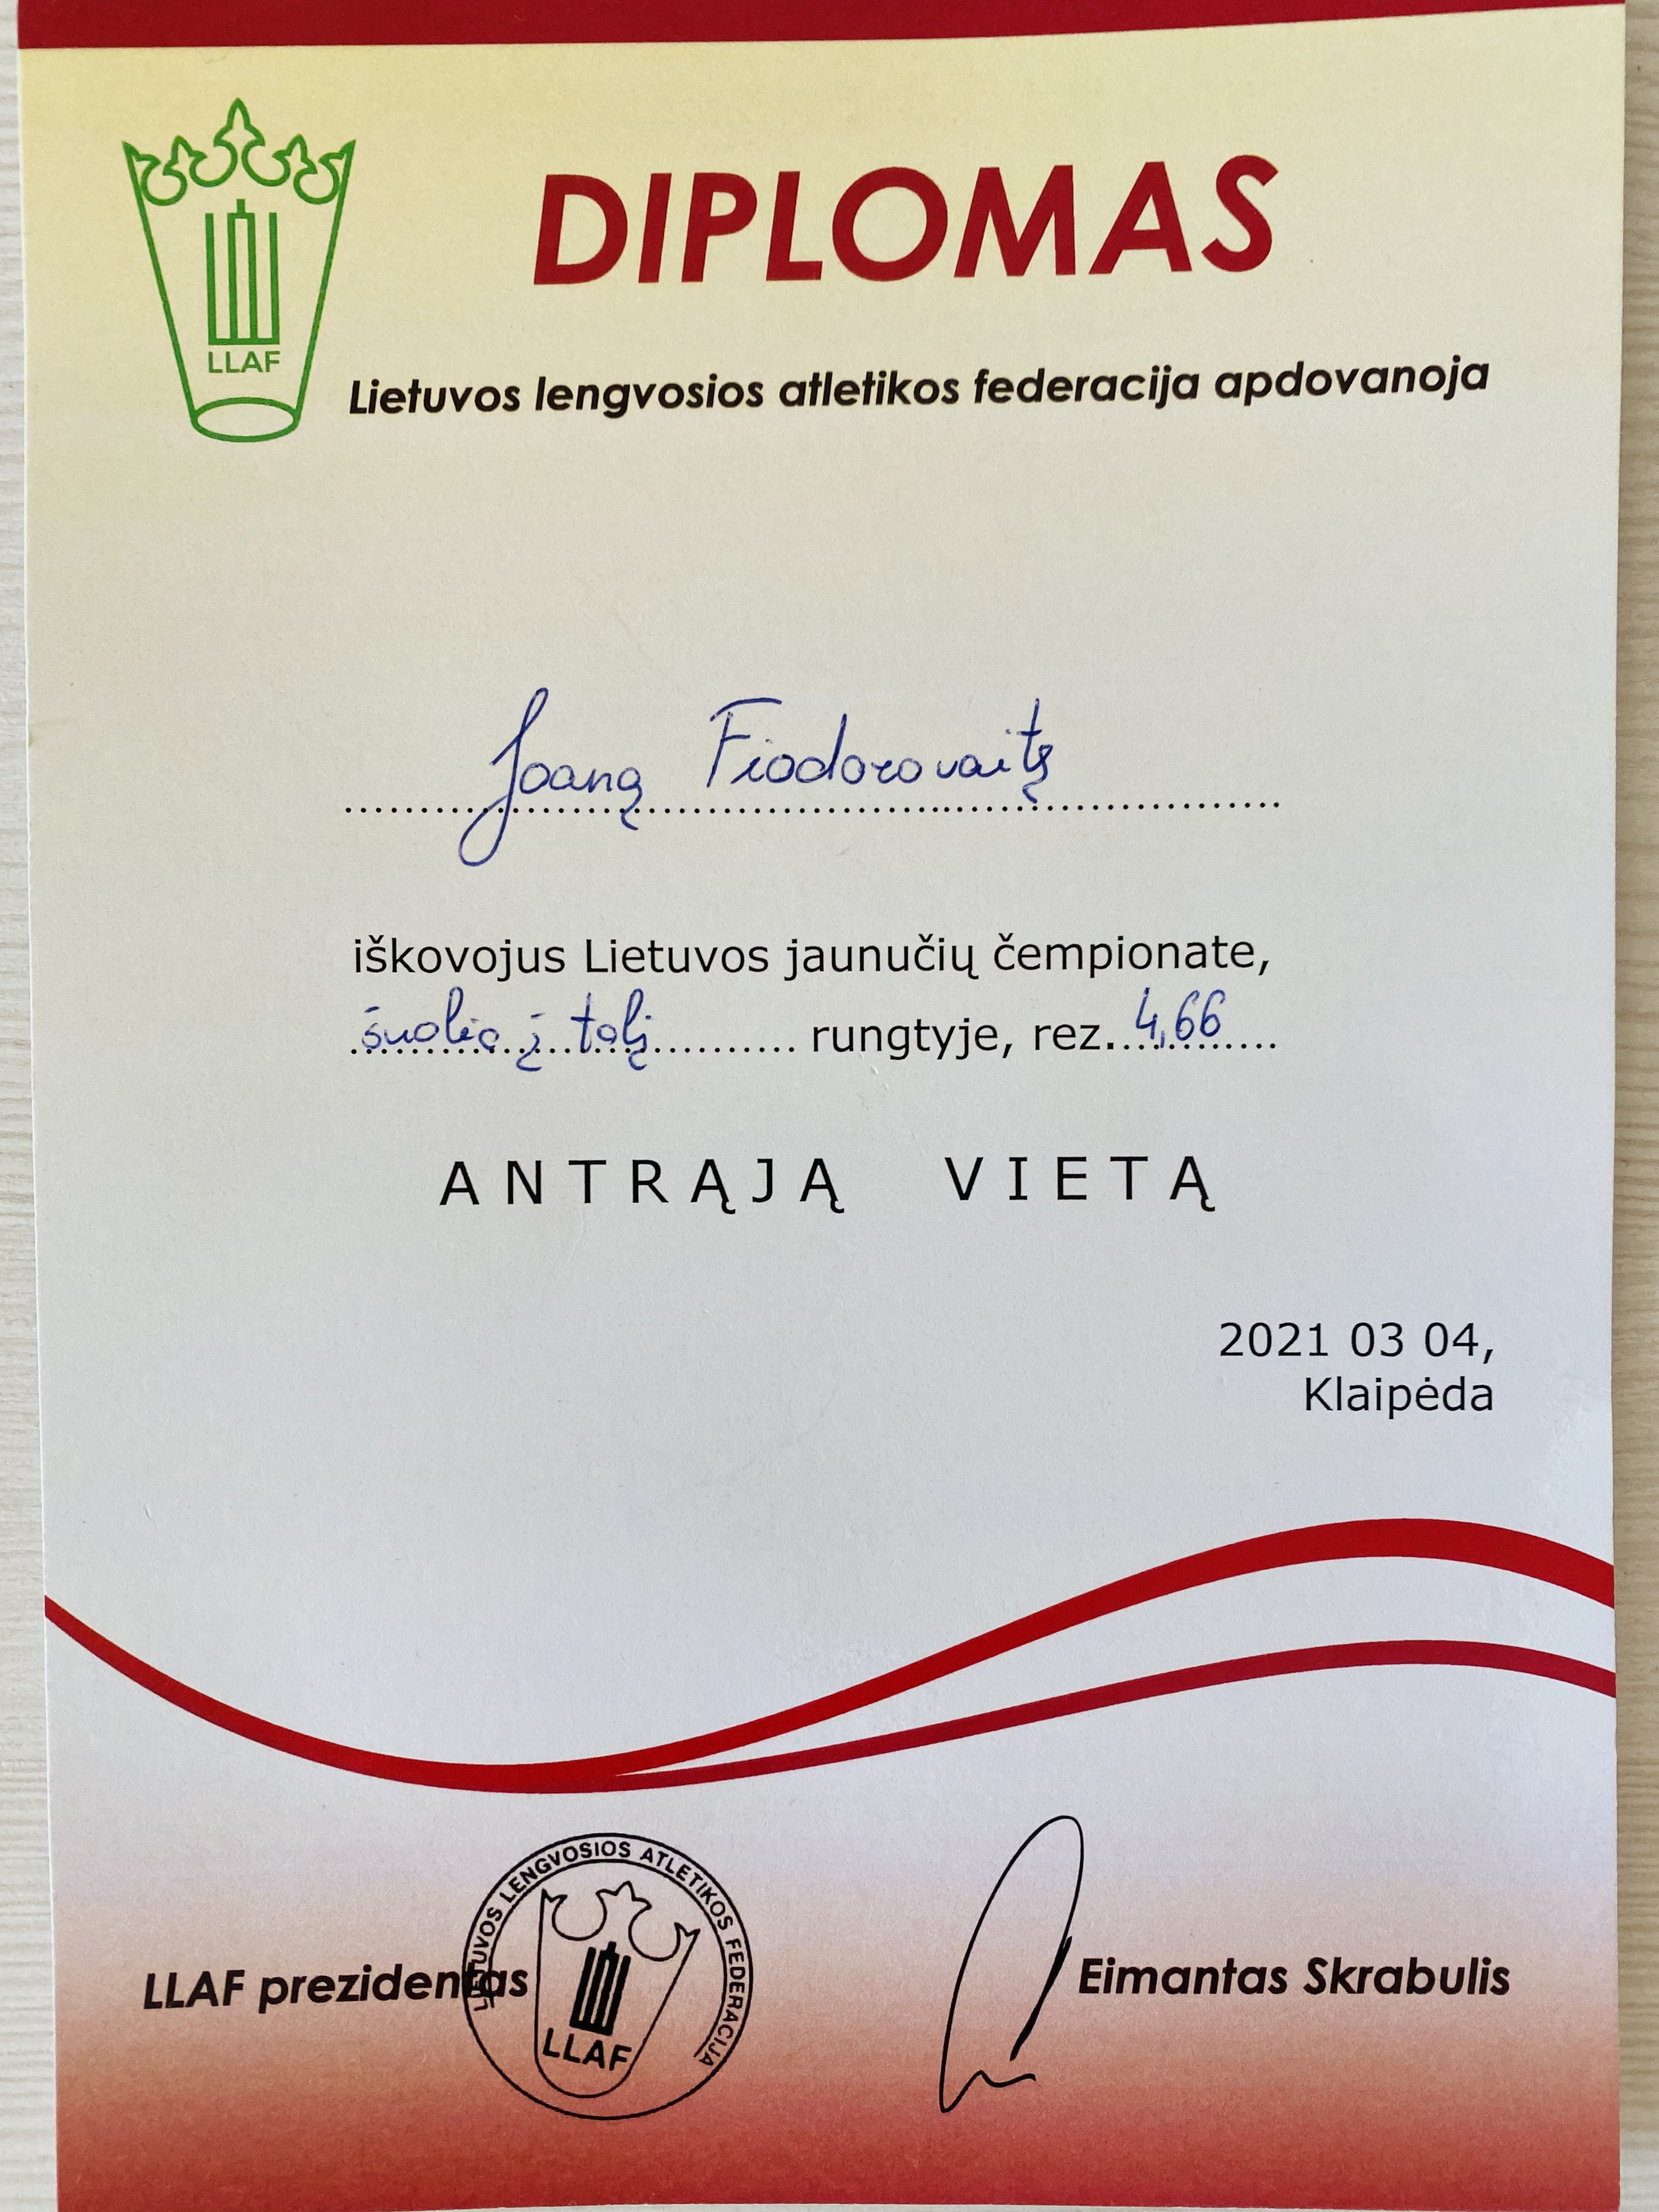 DIPLOMAS
LLAF
Lietuvos lengvosios atletikos federacija apdovanoja
Joaną Fiodorovaitę
iškovojus Lietuvos jaunučių čempionate,
šuolio į tolį rungtyje, rez. 4,66
ANTRĄJĄ VIETĄ
2021 03 04,
Klaipėda
LLAF prezidentas
LIETUVOS LENGVOSIOS ATLETIKOS FEDERACIJA
LLAF
Eimantas Skrabulis